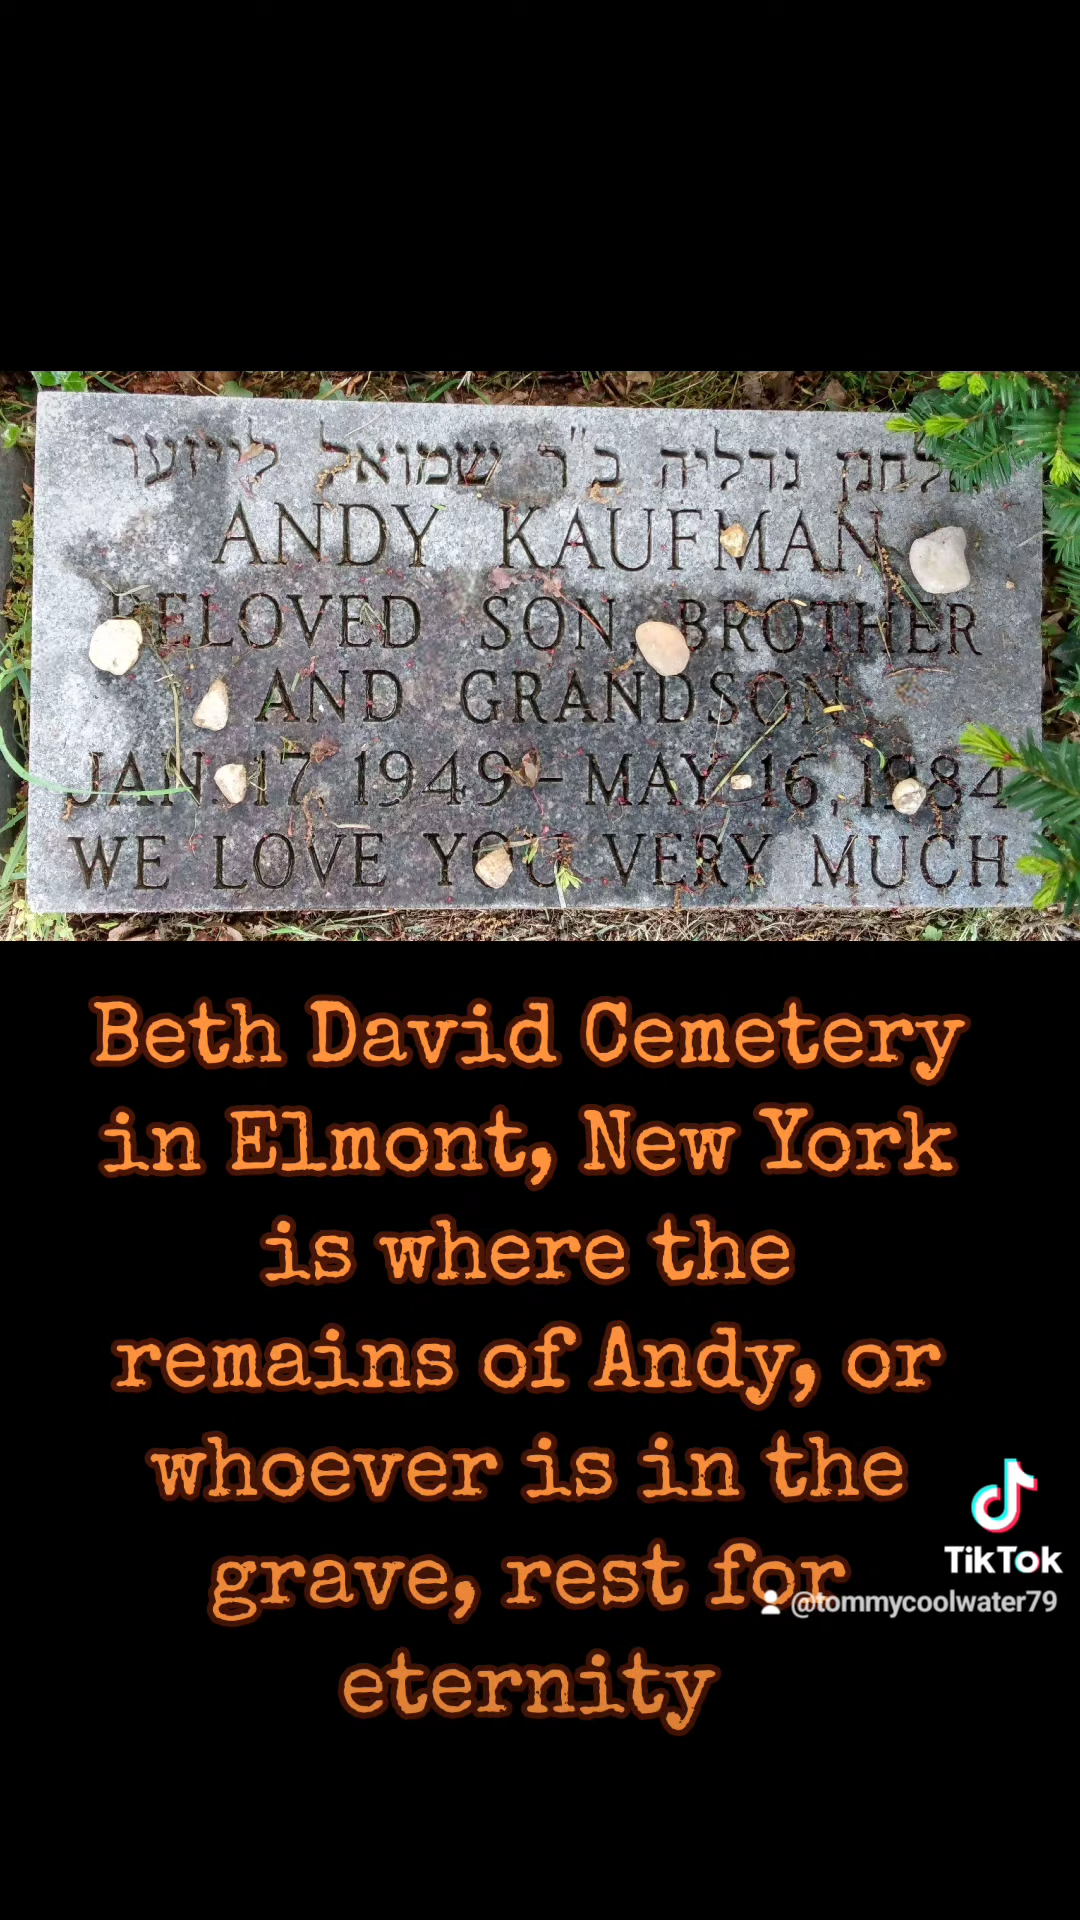 אלחנן גדליה ב"ר שמואל לייזער
ANDY KAUFMAN
BELOVED SON, BROTHER
AND GRANDSON
JAN. 17, 1949 – MAY 16, 1984
WE LOVE YOU VERY MUCH
Beth David Cemetery
in Elmont, New York
is where the
remains of Andy, or
whoever is in the
grave, rest for
eternity
TikTok
@tommycoolwater79